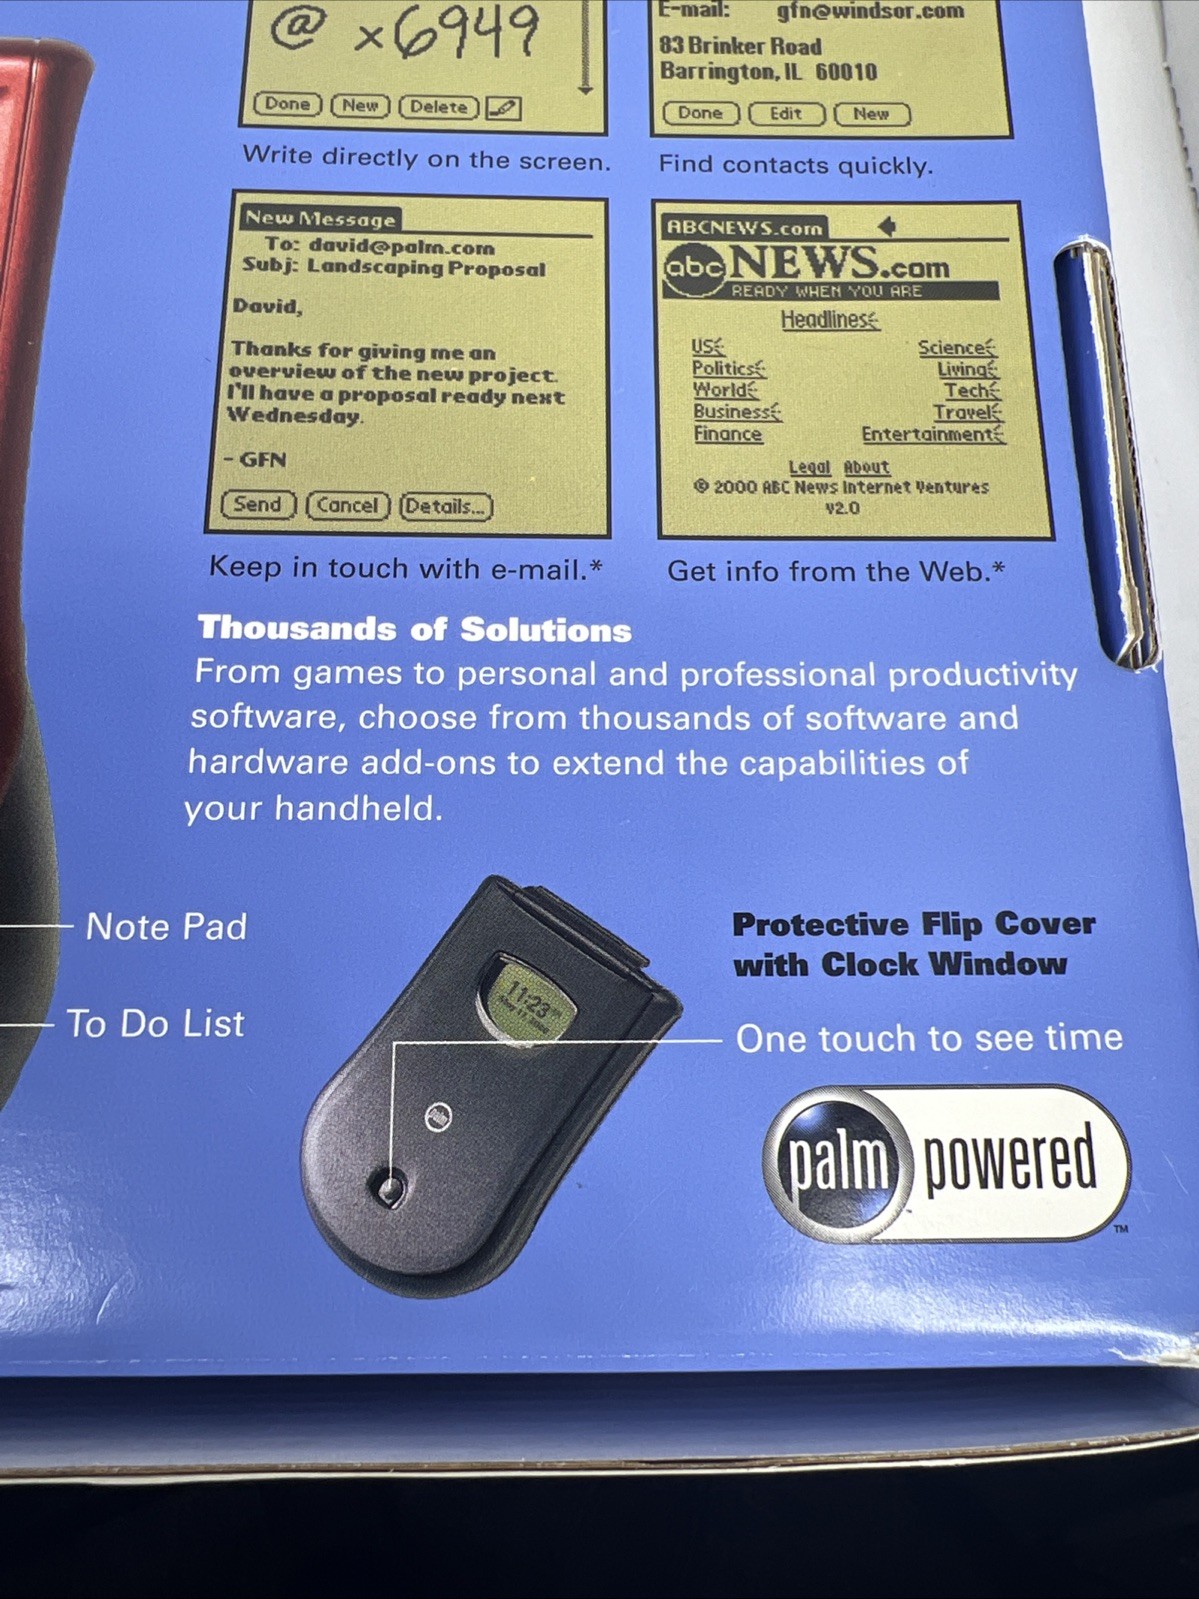 @ x6949
Done New Delete
Write directly on the screen.
E-mail: gfn@windsor.com
83 Brinker Road
Barrington, IL 60010
Done Edit New
Find contacts quickly.
New Message
To: david@palm.com
Subj: Landscaping Proposal
David,
Thanks for giving me an
overview of the new project.
I'll have a proposal ready next
Wednesday.
- GFN
Send Cancel Details...
Keep in touch with e-mail.*
ABCNEWS.com
abc NEWS.com
READY WHEN YOU ARE
Headlines
US Science
Politics Living
World Tech
Business Travel
Finance Entertainment
Legal About
© 2000 ABC News Internet Ventures
v2.0
Get info from the Web.*
Thousands of Solutions
From games to personal and professional productivity
software, choose from thousands of software and
hardware add-ons to extend the capabilities of
your handheld.
Note Pad
To Do List
11:23
palm
Protective Flip Cover
with Clock Window
One touch to see time
palm powered
TM